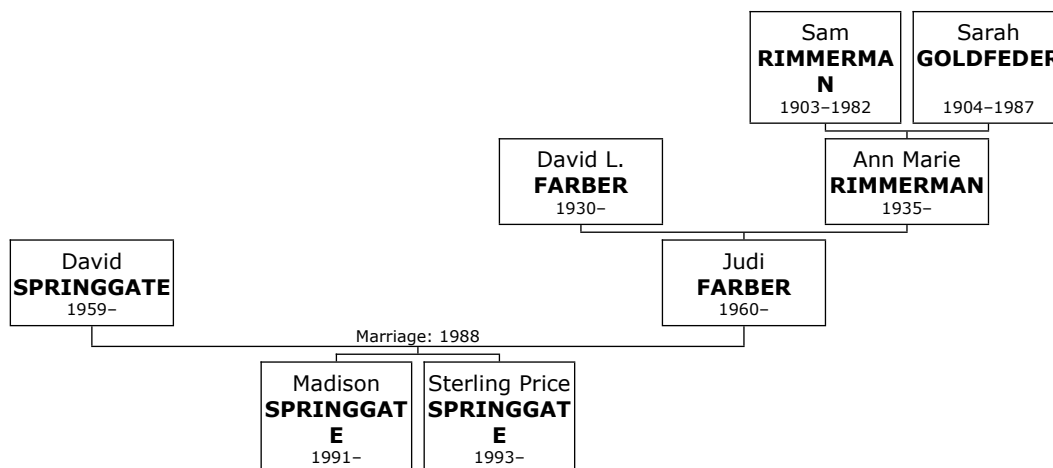 Sam
RIMMERMA
N
1903–1982
Sarah
GOLDFEDER
1904–1987
David L.
FARBER
1930–
Ann Marie
RIMMERMAN
1935–
David
SPRINGGATE
1959–
Judi
FARBER
1960–
Marriage: 1988
Madison
SPRINGGAT
E
1991–
Sterling Price
SPRINGGAT
E
1993–